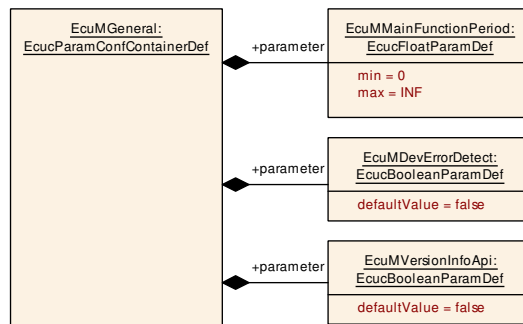 EcuMGeneral:
EcucParamConfContainerDef
+parameter
EcuMMainFunctionPeriod:
EcucFloatParamDef
min = 0
max = INF
+parameter
EcuMDevErrorDetect:
EcucBooleanParamDef
defaultValue = false
+parameter
EcuMVersionInfoApi:
EcucBooleanParamDef
defaultValue = false